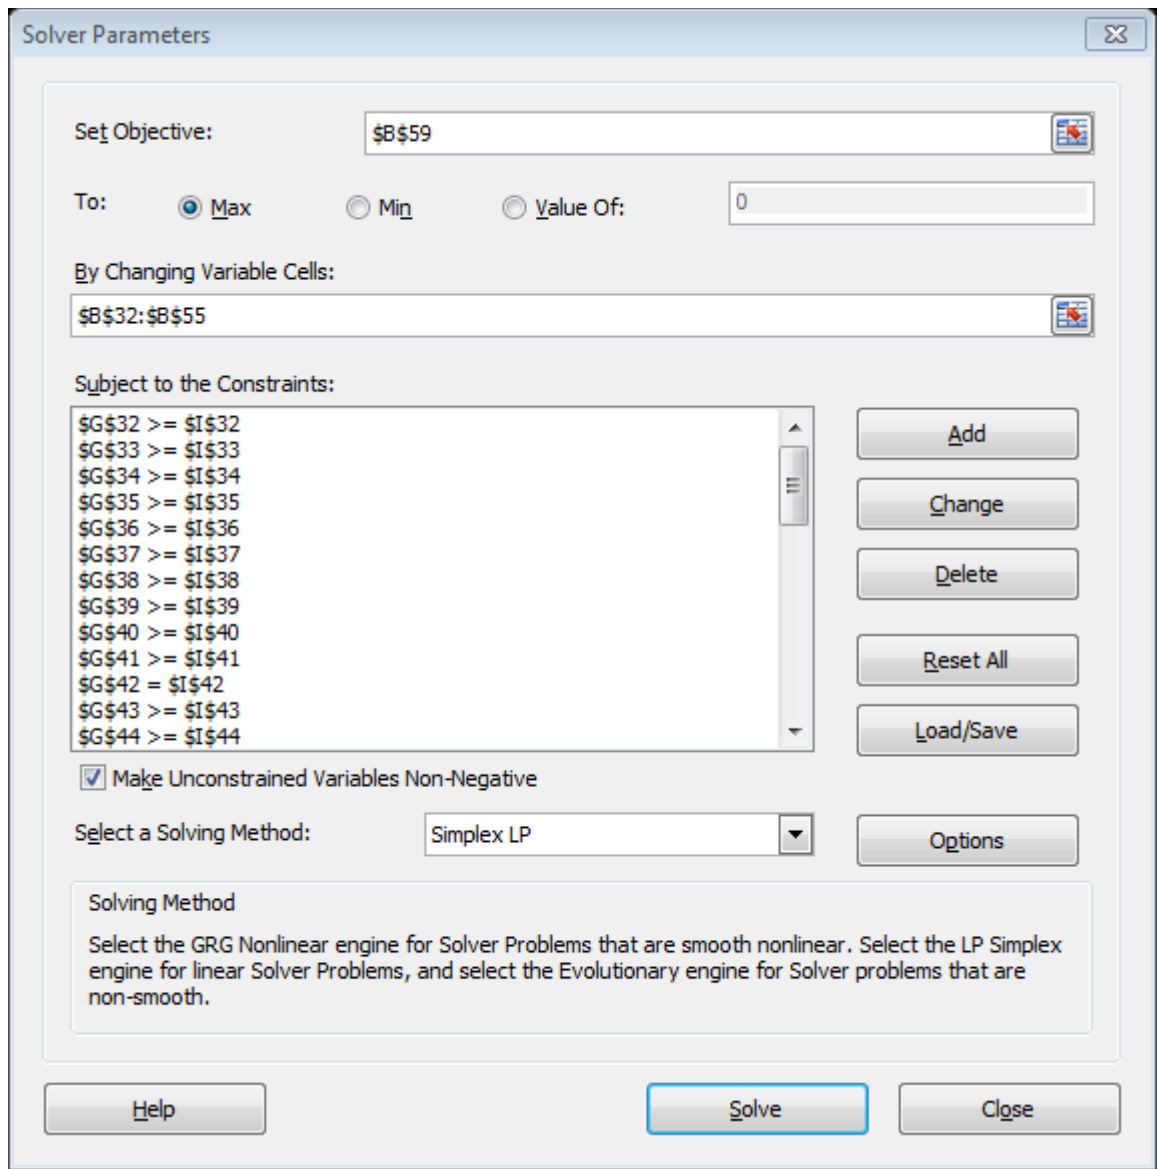 Solver Parameters
Set Objective:
$B$59
To:
Max
Min
Value Of:
0
By Changing Variable Cells:
$B$32:$B$55
Subject to the Constraints:
$G$32 >= $I$32
$G$33 >= $I$33
$G$34 >= $I$34
$G$35 >= $I$35
$G$36 >= $I$36
$G$37 >= $I$37
$G$38 >= $I$38
$G$39 >= $I$39
$G$40 >= $I$40
$G$41 >= $I$41
$G$42 = $I$42
$G$43 >= $I$43
$G$44 >= $I$44
Add
Change
Delete
Reset All
Load/Save
Make Unconstrained Variables Non-Negative
Select a Solving Method:
Simplex LP
Options
Solving Method
Select the GRG Nonlinear engine for Solver Problems that are smooth nonlinear. Select the LP Simplex
engine for linear Solver Problems, and select the Evolutionary engine for Solver problems that are
non-smooth.
Help
Solve
Close